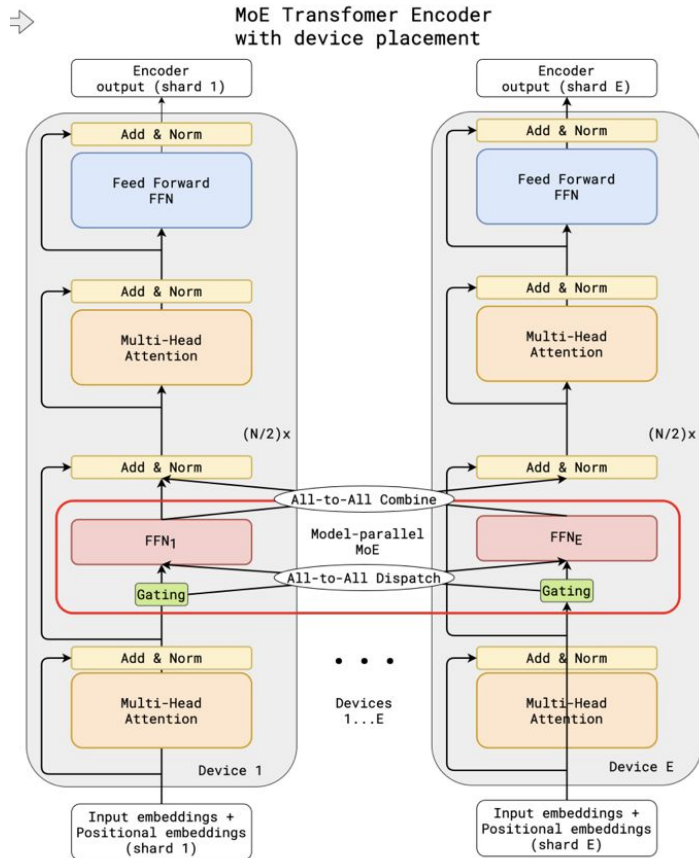 MoE Transfomer Encoder
with device placement
Encoder
output (shard 1)
Add & Norm
Feed Forward
FFN
Add & Norm
Multi-Head
Attention
(N/2)x
Add & Norm
FFN1
Gating
Add & Norm
Multi-Head
Attention
Device 1
Input embeddings +
Positional embeddings
(shard 1)
All-to-All Combine
Model-parallel
MoE
All-to-All Dispatch
Devices
1...E
Encoder
output (shard E)
Add & Norm
Feed Forward
FFN
Add & Norm
Multi-Head
Attention
(N/2)x
Add & Norm
FFNE
Gating
Add & Norm
Multi-Head
Attention
Device E
Input embeddings +
Positional embeddings
(shard E)